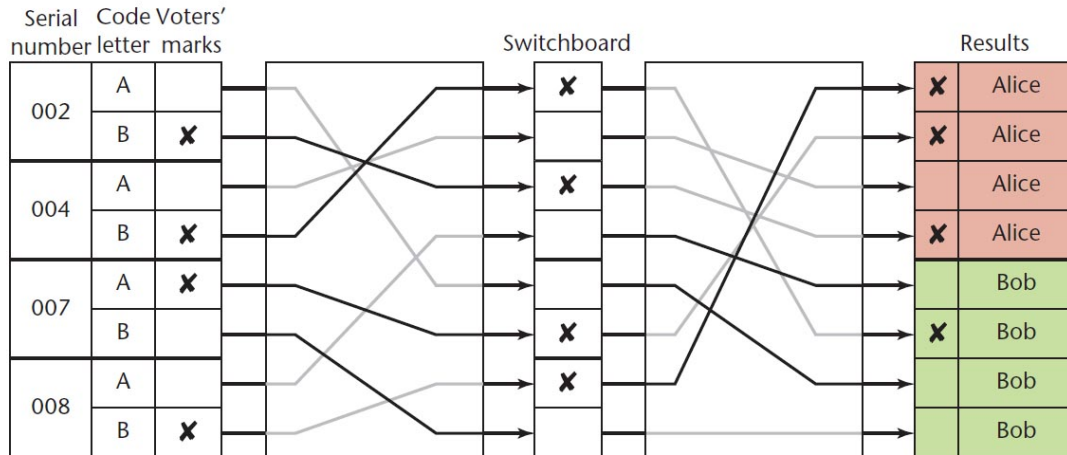 Serial Code Voters’
number letter marks Switchboard Results
A ✘ ✘ Alice
002
B ✘ ✘ Alice
A ✘ Alice
004
B ✘ ✘ Alice
A ✘ Bob
007
B ✘ ✘ Bob
A ✘ Bob
008
B ✘ Bob